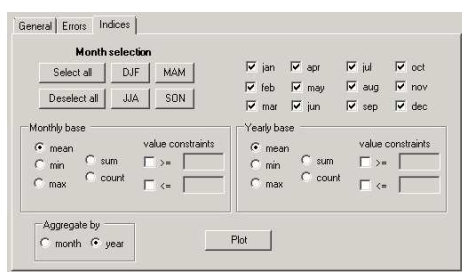 General Errors Indices
Month selection
Select all DJF MAM
Deselect all JJA SON
jan apr jul oct
feb may aug nov
mar jun sep dec
Monthly base
mean value constraints
min sum >=
max count <=
Yearly base
mean value constraints
min sum >=
max count <=
Aggregate by
month year
Plot